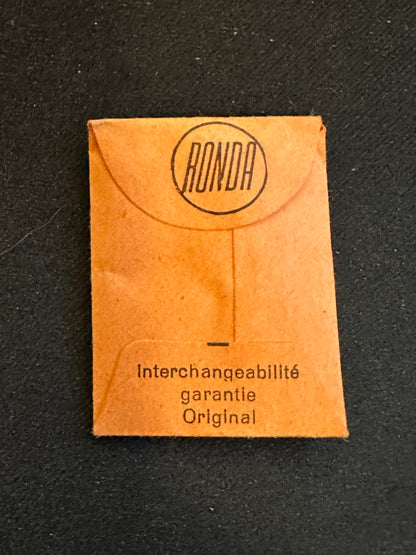 RONDA
Interchangeabilité
garantie
Original